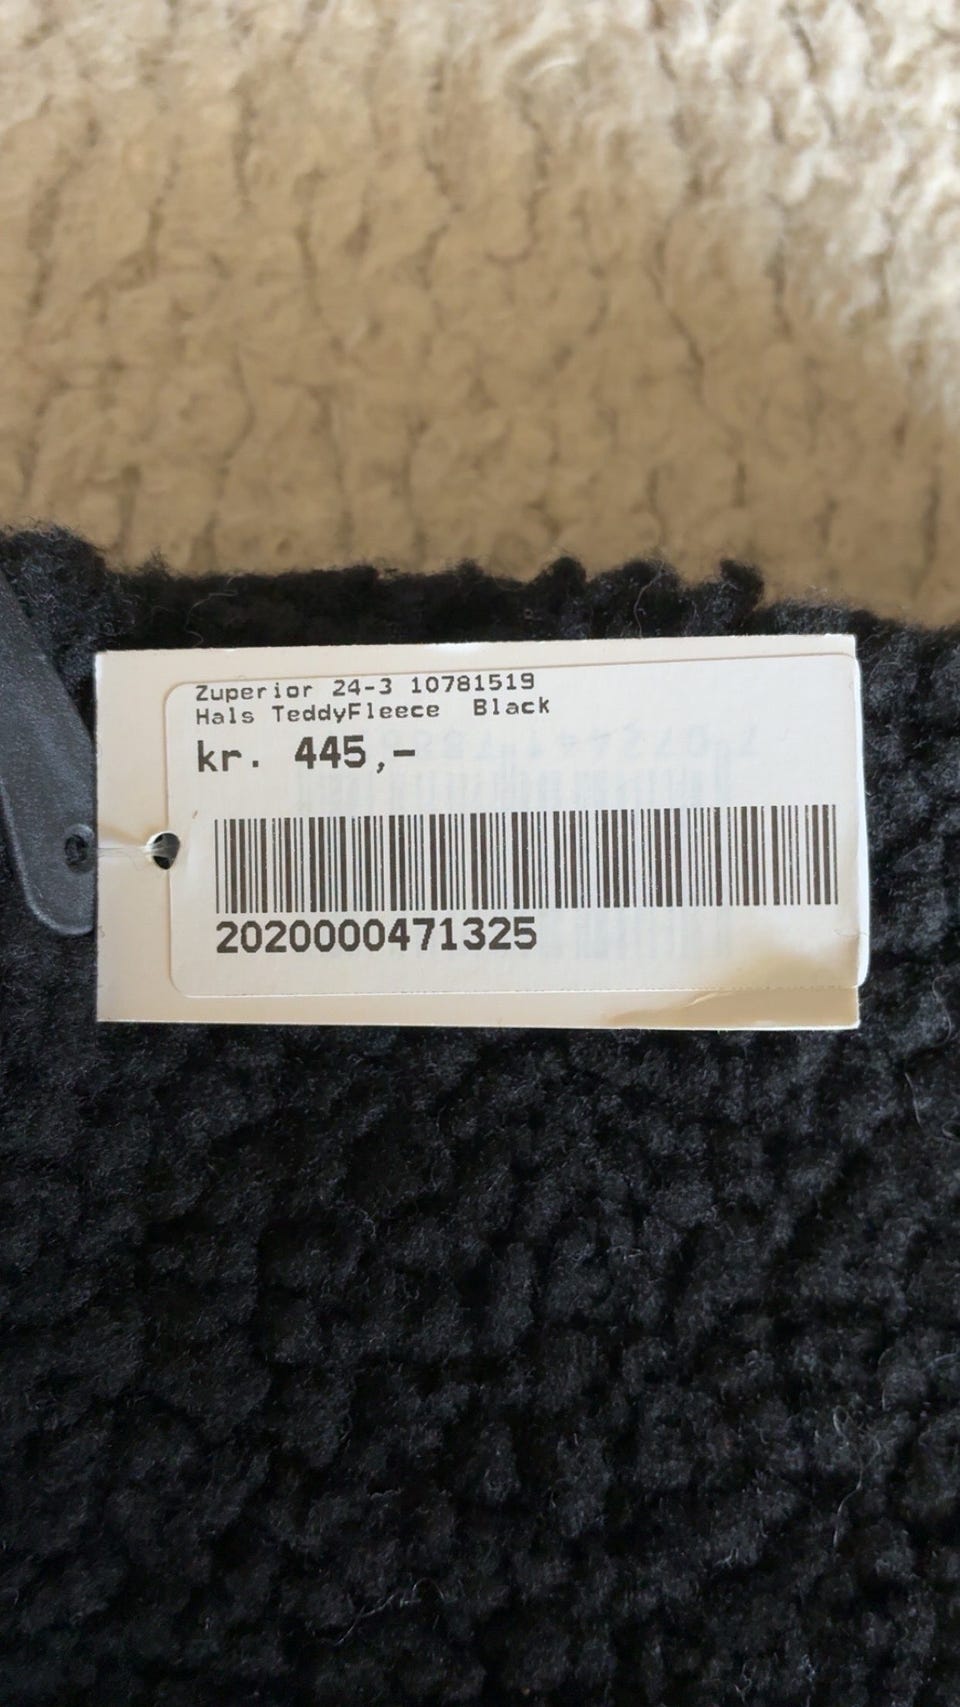 Zuperior 24-3 10781519
Hals TeddyFleece Black
kr. 445,-
2020000471325